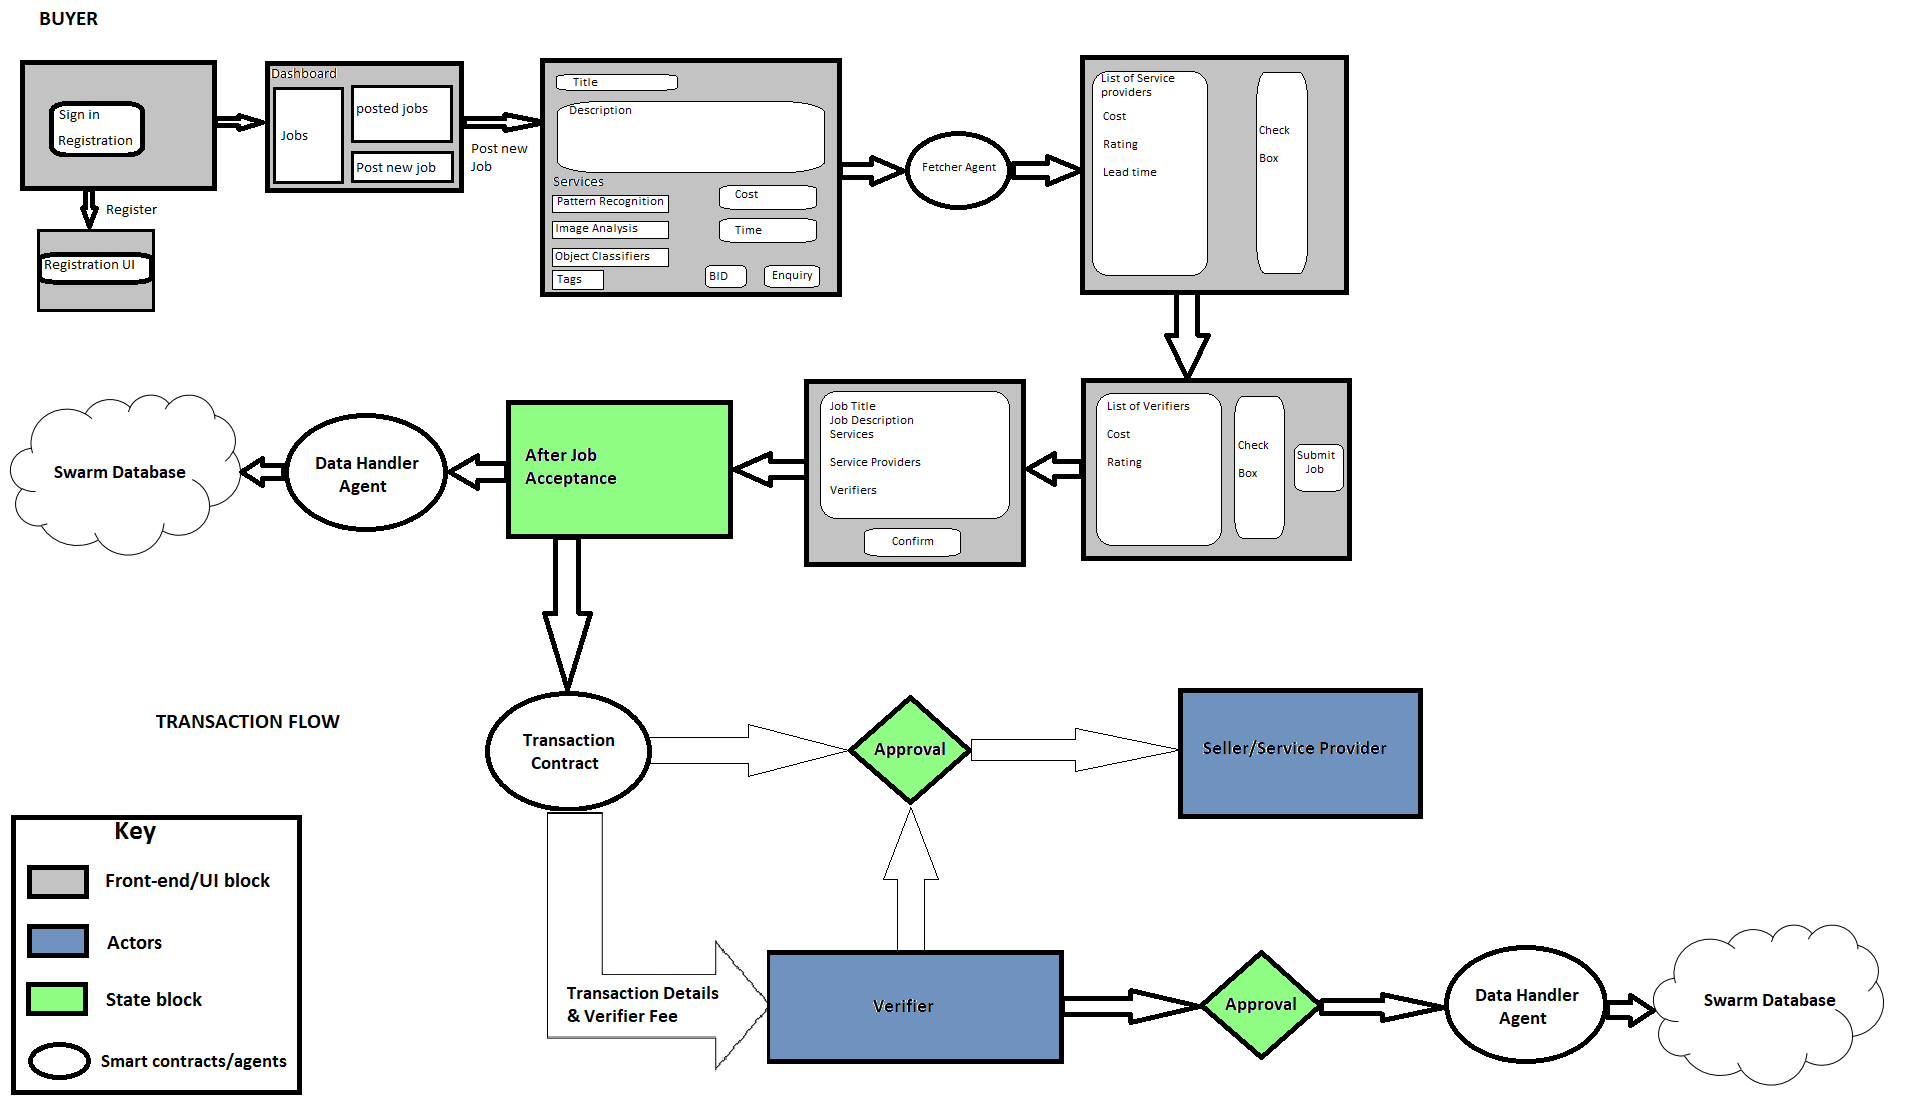 BUYER
Sign in
Registration
Register
Registration UI
Dashboard
Jobs
posted jobs
Post new job
Post new
Job
Title
Description
Services
Pattern Recognition
Image Analysis
Object Classifiers
Tags
Cost
Time
BID
Enquiry
Fetcher Agent
List of Service
providers
Cost
Rating
Lead time
Check
Box
List of Verifiers
Cost
Rating
Check
Box
Submit
Job
Job Title
Job Description
Services
Service Providers
Verifiers
Confirm
After Job
Acceptance
Data Handler
Agent
Swarm Database
TRANSACTION FLOW
Transaction
Contract
Approval
Seller/Service Provider
Transaction Details
& Verifier Fee
Verifier
Approval
Data Handler
Agent
Swarm Database
Key
Front-end/UI block
Actors
State block
Smart contracts/agents